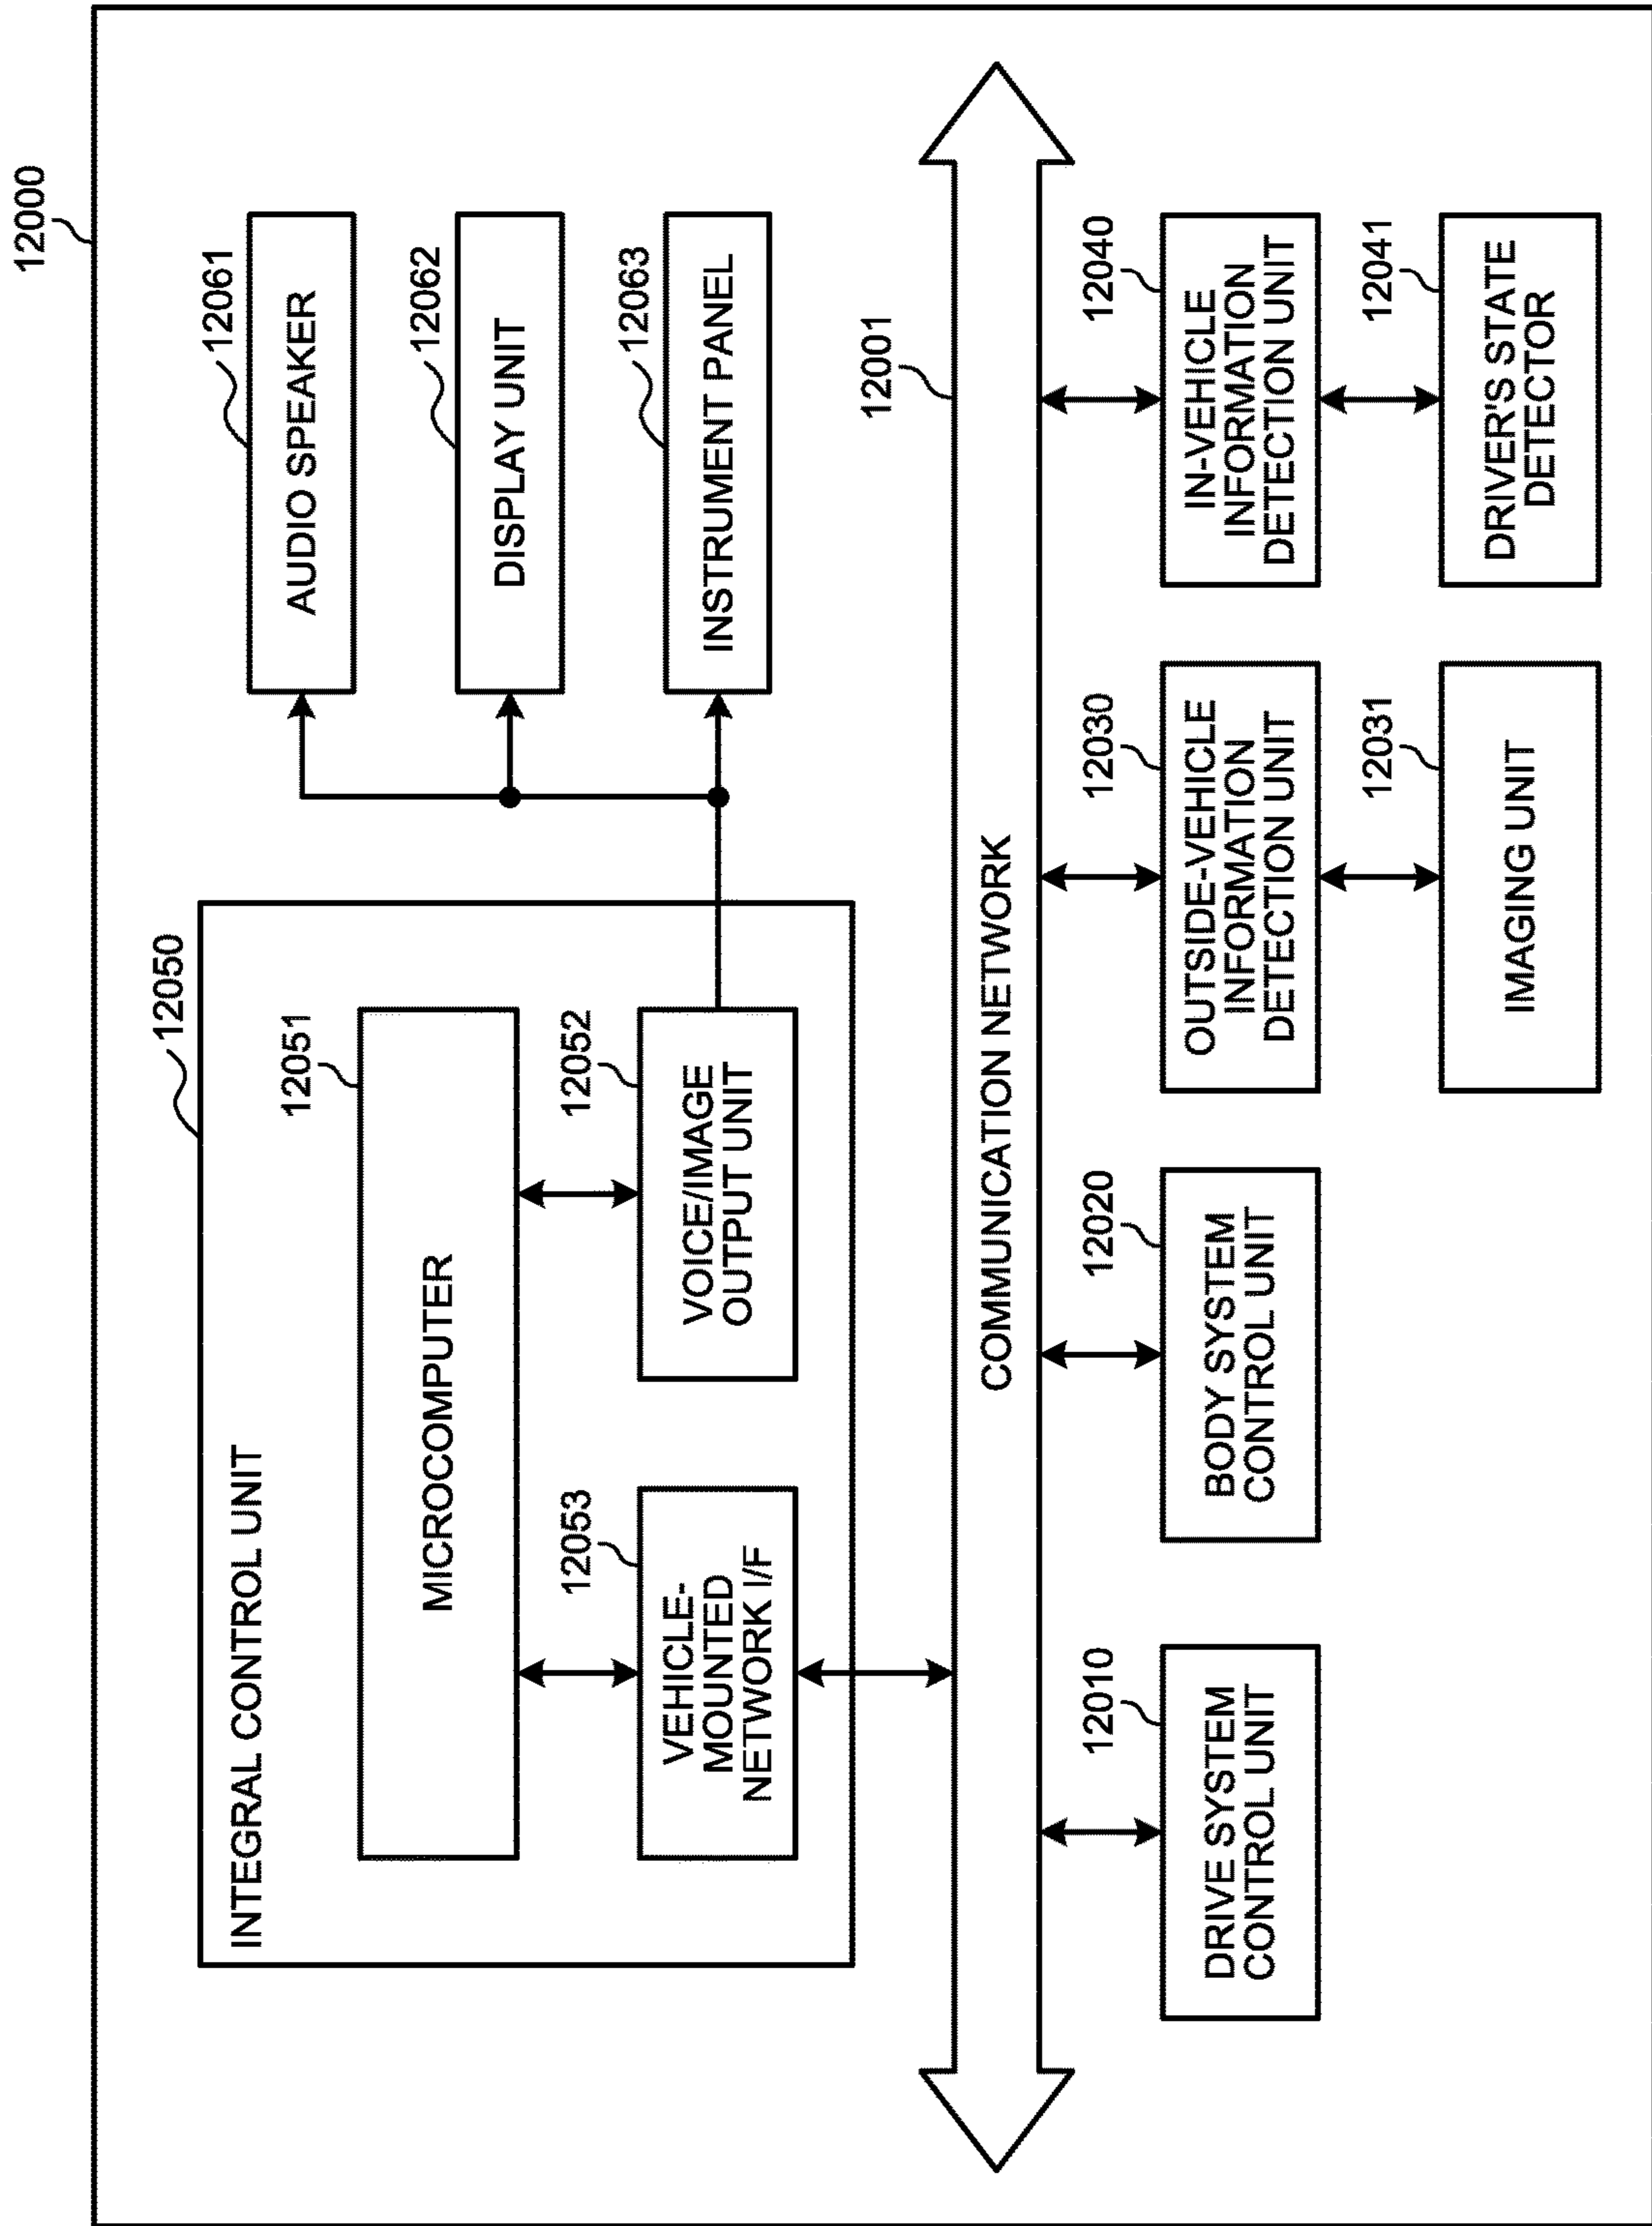 12000
12050
INTEGRAL CONTROL UNIT
12051
MICROCOMPUTER
12053
VEHICLE-
MOUNTED
NETWORK I/F
12052
VOICE/IMAGE
OUTPUT UNIT
12061
AUDIO SPEAKER
12062
DISPLAY UNIT
12063
INSTRUMENT PANEL
12001
COMMUNICATION NETWORK
12010
DRIVE SYSTEM
CONTROL UNIT
12020
BODY SYSTEM
CONTROL UNIT
12030
OUTSIDE-VEHICLE
INFORMATION
DETECTION UNIT
12040
IN-VEHICLE
INFORMATION
DETECTION UNIT
12031
IMAGING UNIT
12041
DRIVER'S STATE
DETECTOR